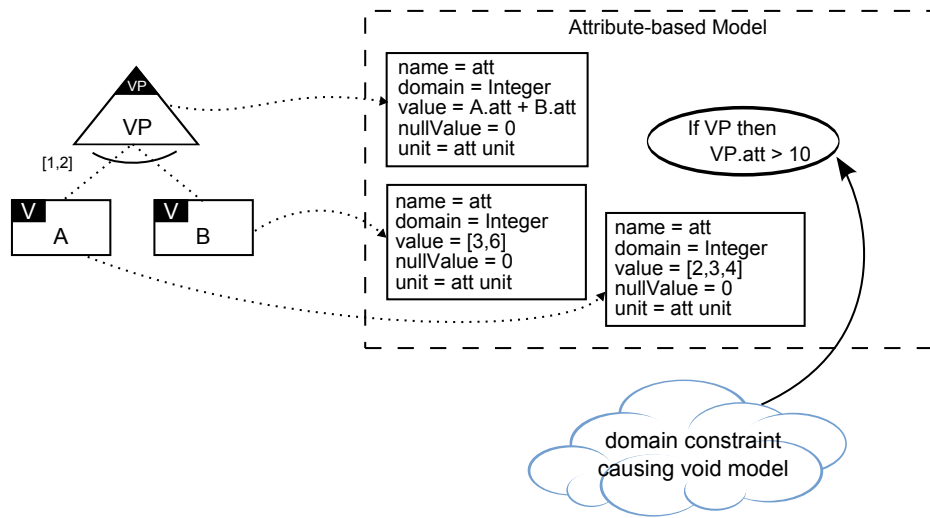 Attribute-based Model
name = att
domain = Integer
value = A.att + B.att
nullValue = 0
unit = att unit
VP
VP
[1,2]
If VP then
VP.att > 10
V
A
V
B
name = att
domain = Integer
value = [3,6]
nullValue = 0
unit = att unit
name = att
domain = Integer
value = [2,3,4]
nullValue = 0
unit = att unit
domain constraint
causing void model